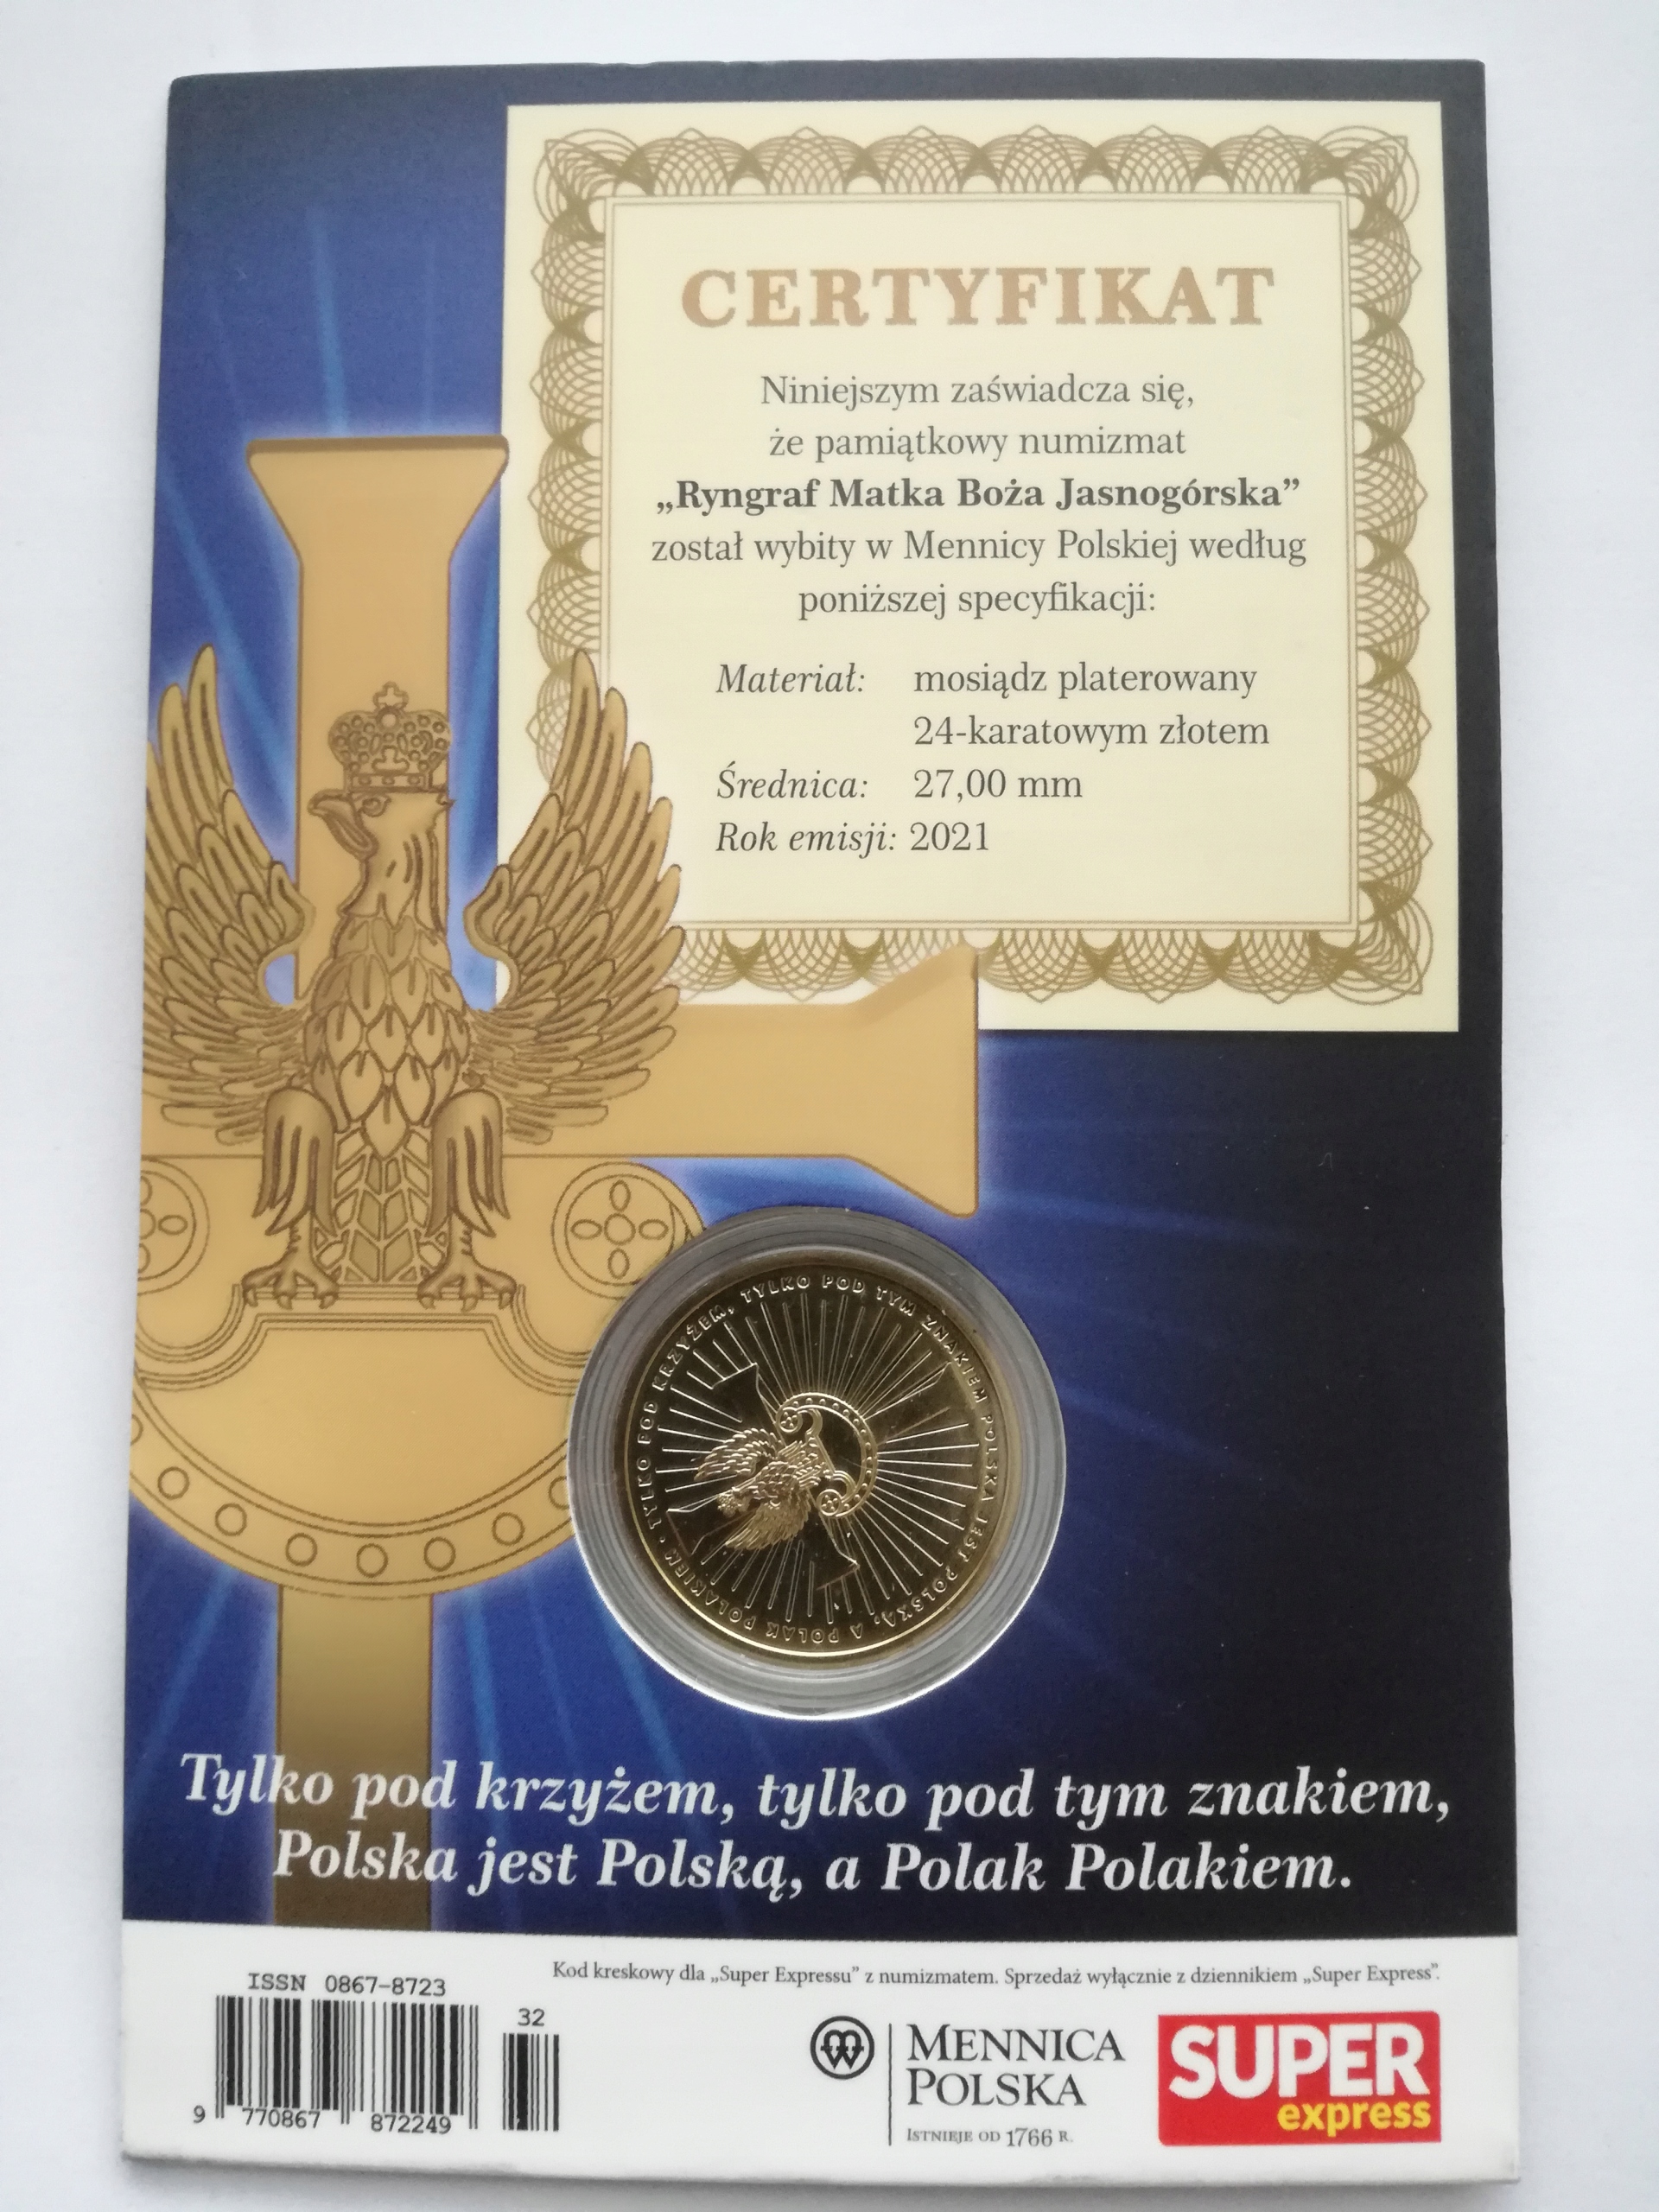 CERTYFIKAT
Niniejszym zaświadcza się,
że pamiątkowy numizmat
„Ryngraf Matka Boża Jasnogórska”
został wybity w Mennicy Polskiej według
poniższej specyfikacji:
Materiał: mosiądz platerowany
24-karatowym złotem
Średnica: 27,00 mm
Rok emisji: 2021
TYLKO POD KRZYŻEM, TYLKO POD TYM ZNAKIEM POLSKA JEST POLSKĄ, A POLAK POLAKIEM •
Tylko pod krzyżem, tylko pod tym znakiem,
Polska jest Polską, a Polak Polakiem.
Kod kreskowy dla „Super Expressu” z numizmatem. Sprzedaż wyłącznie z dziennikiem „Super Express”.
ISSN 0867-8723
32
9 770867 872249
MENNICA
POLSKA
ISTNIEJE OD 1766 R.
SUPER
express